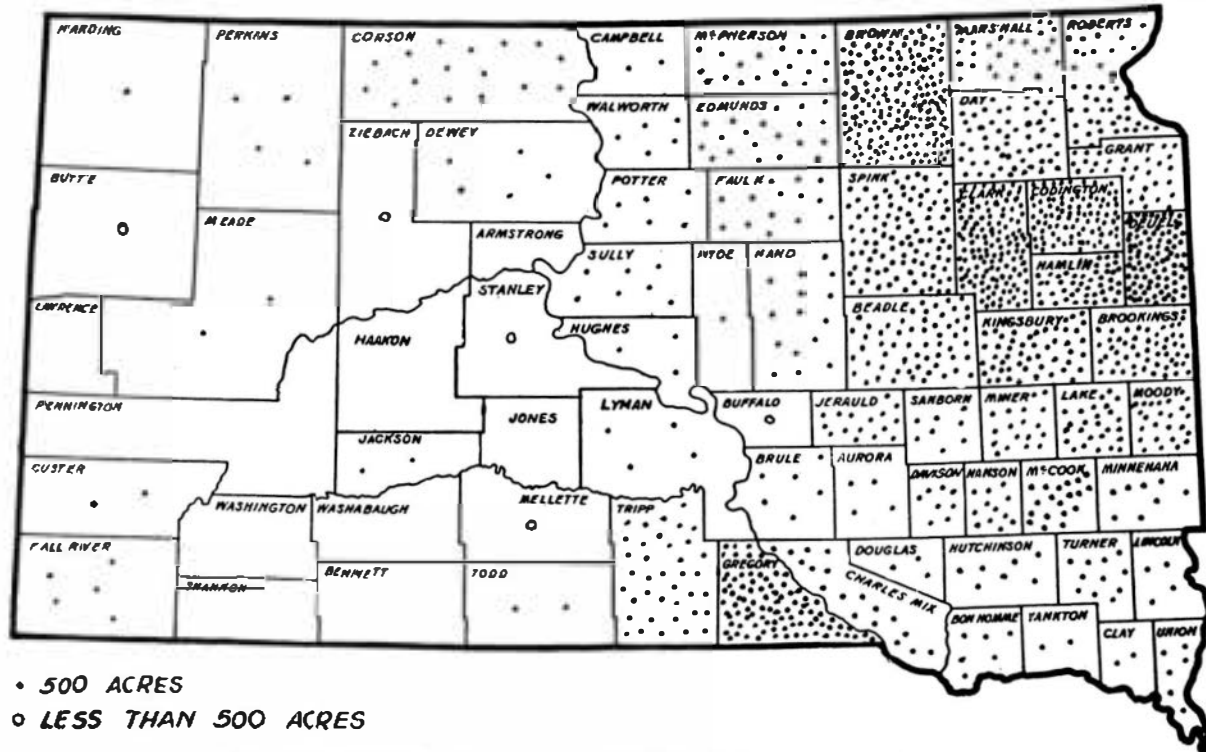 HARDING PERKINS CORSON CAMPBELL McPHERSON BROWN MARSHALL ROBERTS
WALWORTH EDMUNDS DAY
ZIEBACH DEWEY GRANT
BUTTE POTTER FAULK SPINK CLARK CODINGTON
MEADE ARMSTRONG DEUEL
SULLY HYDE HAND HAMLIN
STANLEY
LAWRENCE HAAKON HUGHES BEADLE KINGSBURY BROOKINGS
PENNINGTON JONES LYMAN BUFFALO JERAULD SANBORN MINER LAKE MOODY
JACKSON
CUSTER BRULE AURORA DAVISON HANSON McCOOK MINNEHAHA
WASHINGTON WASHABAUGH MELLETTE TRIPP
FALL RIVER DOUGLAS HUTCHINSON TURNER LINCOLN
SHANNON BENNETT TODD GREGORY CHARLES MIX
BON HOMME YANKTON CLAY UNION
500 ACRES
LESS THAN 500 ACRES